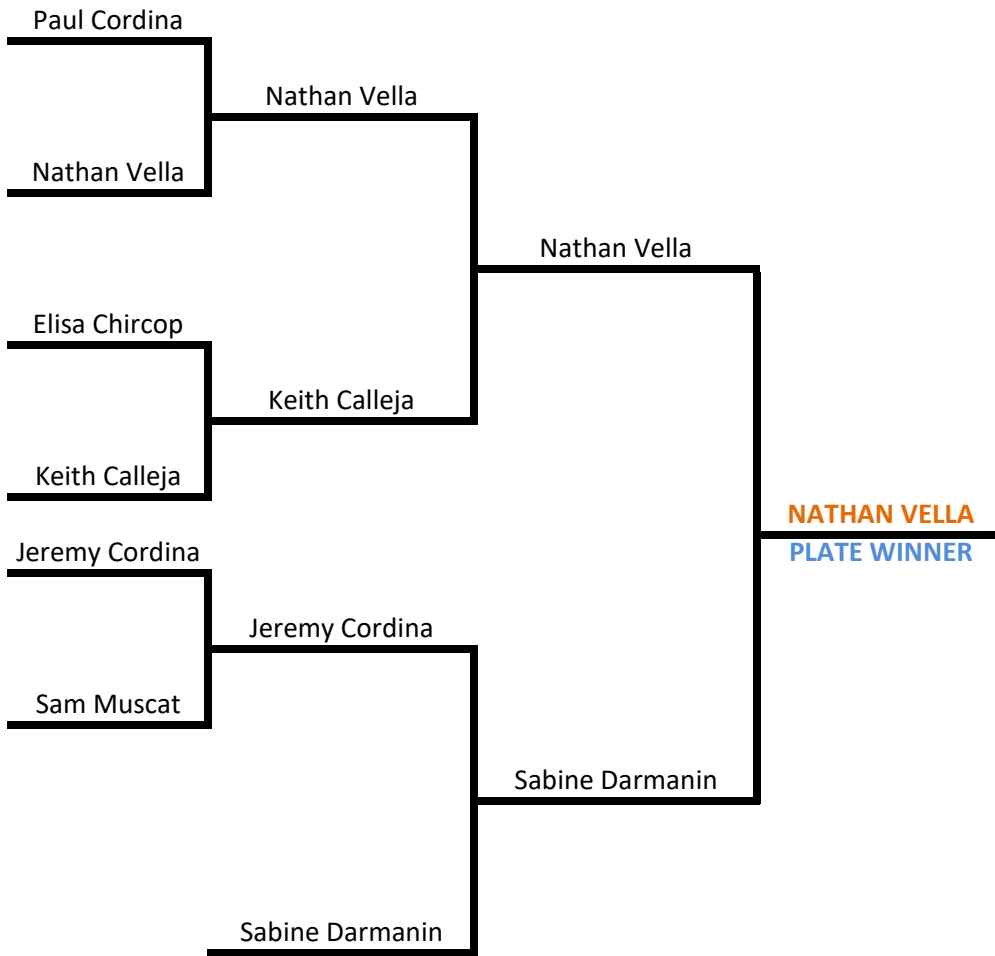 Paul Cordina
Nathan Vella
Nathan Vella
Nathan Vella
Elisa Chircop
Keith Calleja
Keith Calleja
NATHAN VELLA
PLATE WINNER
Jeremy Cordina
Jeremy Cordina
Sam Muscat
Sabine Darmanin
Sabine Darmanin